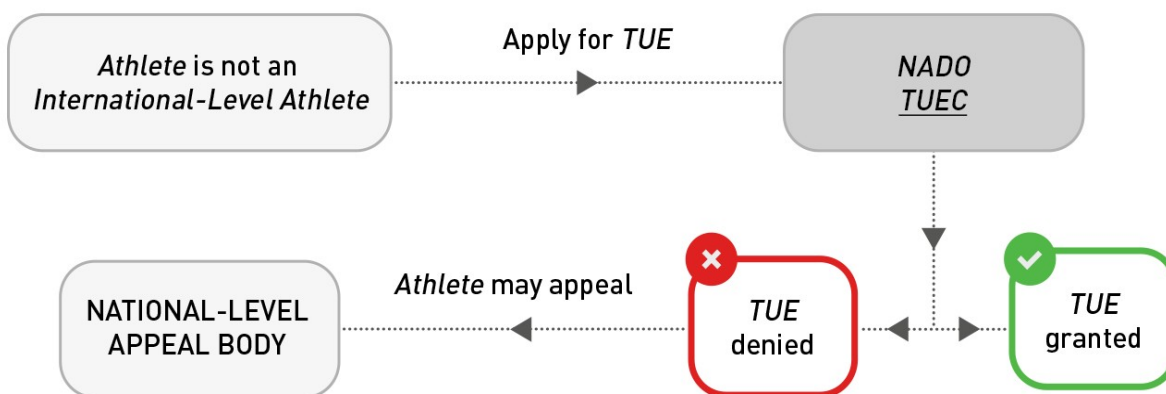 Apply for TUE
Athlete is not an
International-Level Athlete
NADO
TUEC
Athlete may appeal
NATIONAL-LEVEL
APPEAL BODY
TUE
denied
TUE
granted